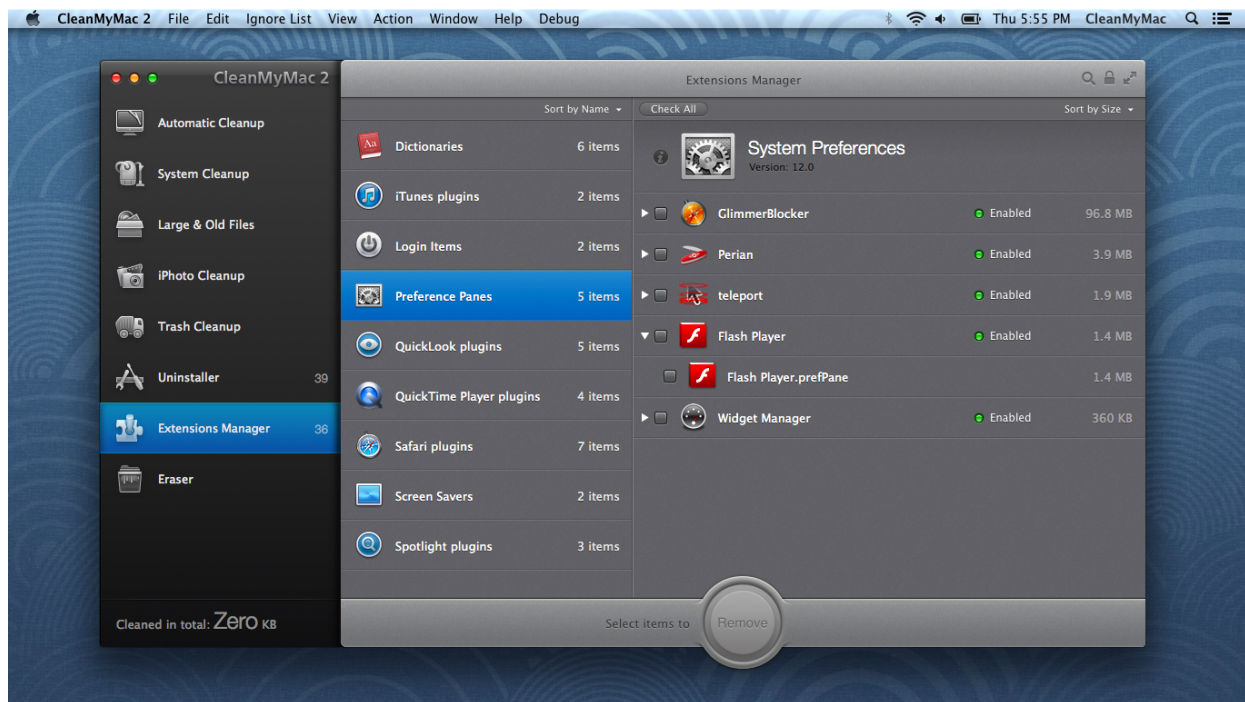 CleanMyMac 2 File Edit Ignore List View Action Window Help Debug Thu 5:55 PM CleanMyMac
CleanMyMac 2
Automatic Cleanup
System Cleanup
Large & Old Files
iPhoto Cleanup
Trash Cleanup
Uninstaller 39
Extensions Manager 36
Eraser
Cleaned in total: Zero KB
Extensions Manager
Sort by Name
Aa Dictionaries 6 items
iTunes plugins 2 items
Login Items 2 items
Preference Panes 5 items
QuickLook plugins 5 items
QuickTime Player plugins 4 items
Safari plugins 7 items
Screen Savers 2 items
Spotlight plugins 3 items
Check All Sort by Size
System Preferences
Version: 12.0
GlimmerBlocker Enabled 96.8 MB
Perian Enabled 3.9 MB
teleport Enabled 1.9 MB
Flash Player Enabled 1.4 MB
Flash Player.prefPane 1.4 MB
Widget Manager Enabled 360 KB
Select items to Remove